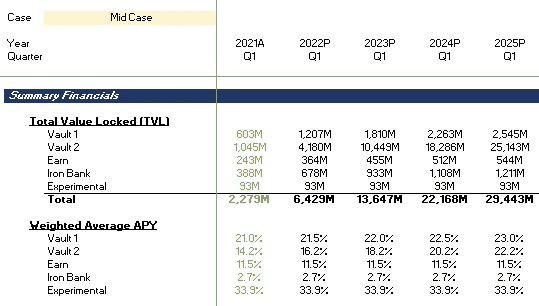 Case Mid Case
Year 2021A 2022P 2023P 2024P 2025P
Quarter Q1 Q1 Q1 Q1 Q1
Summary Financials
Total Value Locked (TVL)
Vault 1 603M 1,207M 1,810M 2,263M 2,545M
Vault 2 1,045M 4,180M 10,449M 18,286M 25,143M
Earn 243M 364M 455M 512M 544M
Iron Bank 388M 678M 933M 1,108M 1,211M
Experimental 93M 93M 93M 93M 93M
Total 2,279M 6,429M 13,647M 22,168M 29,443M
Weighted Average APY
Vault 1 21.0% 21.5% 22.0% 22.5% 23.0%
Vault 2 14.2% 16.2% 18.2% 20.2% 22.2%
Earn 11.5% 11.5% 11.5% 11.5% 11.5%
Iron Bank 2.7% 2.7% 2.7% 2.7% 2.7%
Experimental 33.9% 33.9% 33.9% 33.9% 33.9%